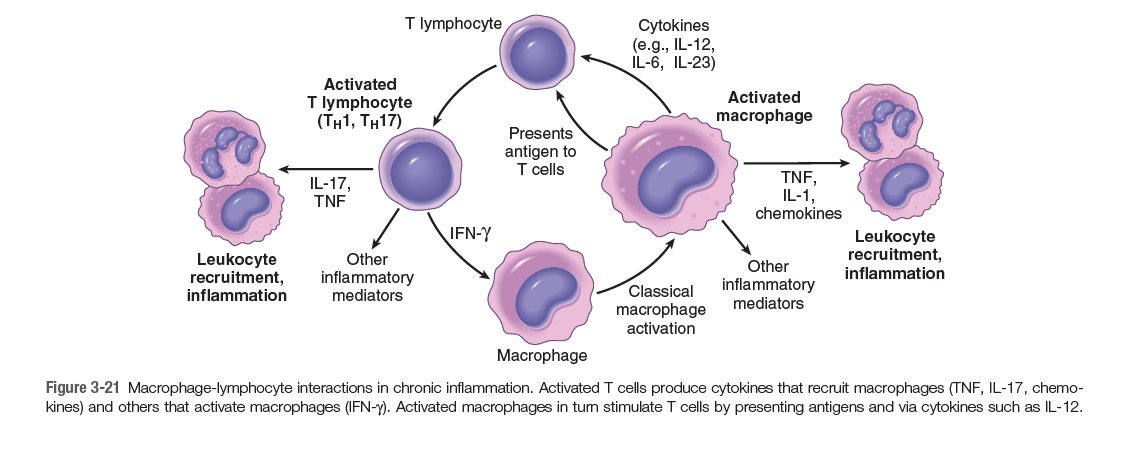 T lymphocyte
Cytokines
(e.g., IL-12,
IL-6, IL-23)
Activated
T lymphocyte
(TH1, TH17)
Activated
macrophage
Presents
antigen to
T cells
IL-17,
TNF
TNF,
IL-1,
chemokines
IFN-γ
Leukocyte
recruitment,
inflammation
Other
inflammatory
mediators
Classical
macrophage
activation
Other
inflammatory
mediators
Leukocyte
recruitment,
inflammation
Macrophage
Figure 3-21 Macrophage-lymphocyte interactions in chronic inflammation. Activated T cells produce cytokines that recruit macrophages (TNF, IL-17, chemo-
kines) and others that activate macrophages (IFN-γ). Activated macrophages in turn stimulate T cells by presenting antigens and via cytokines such as IL-12.